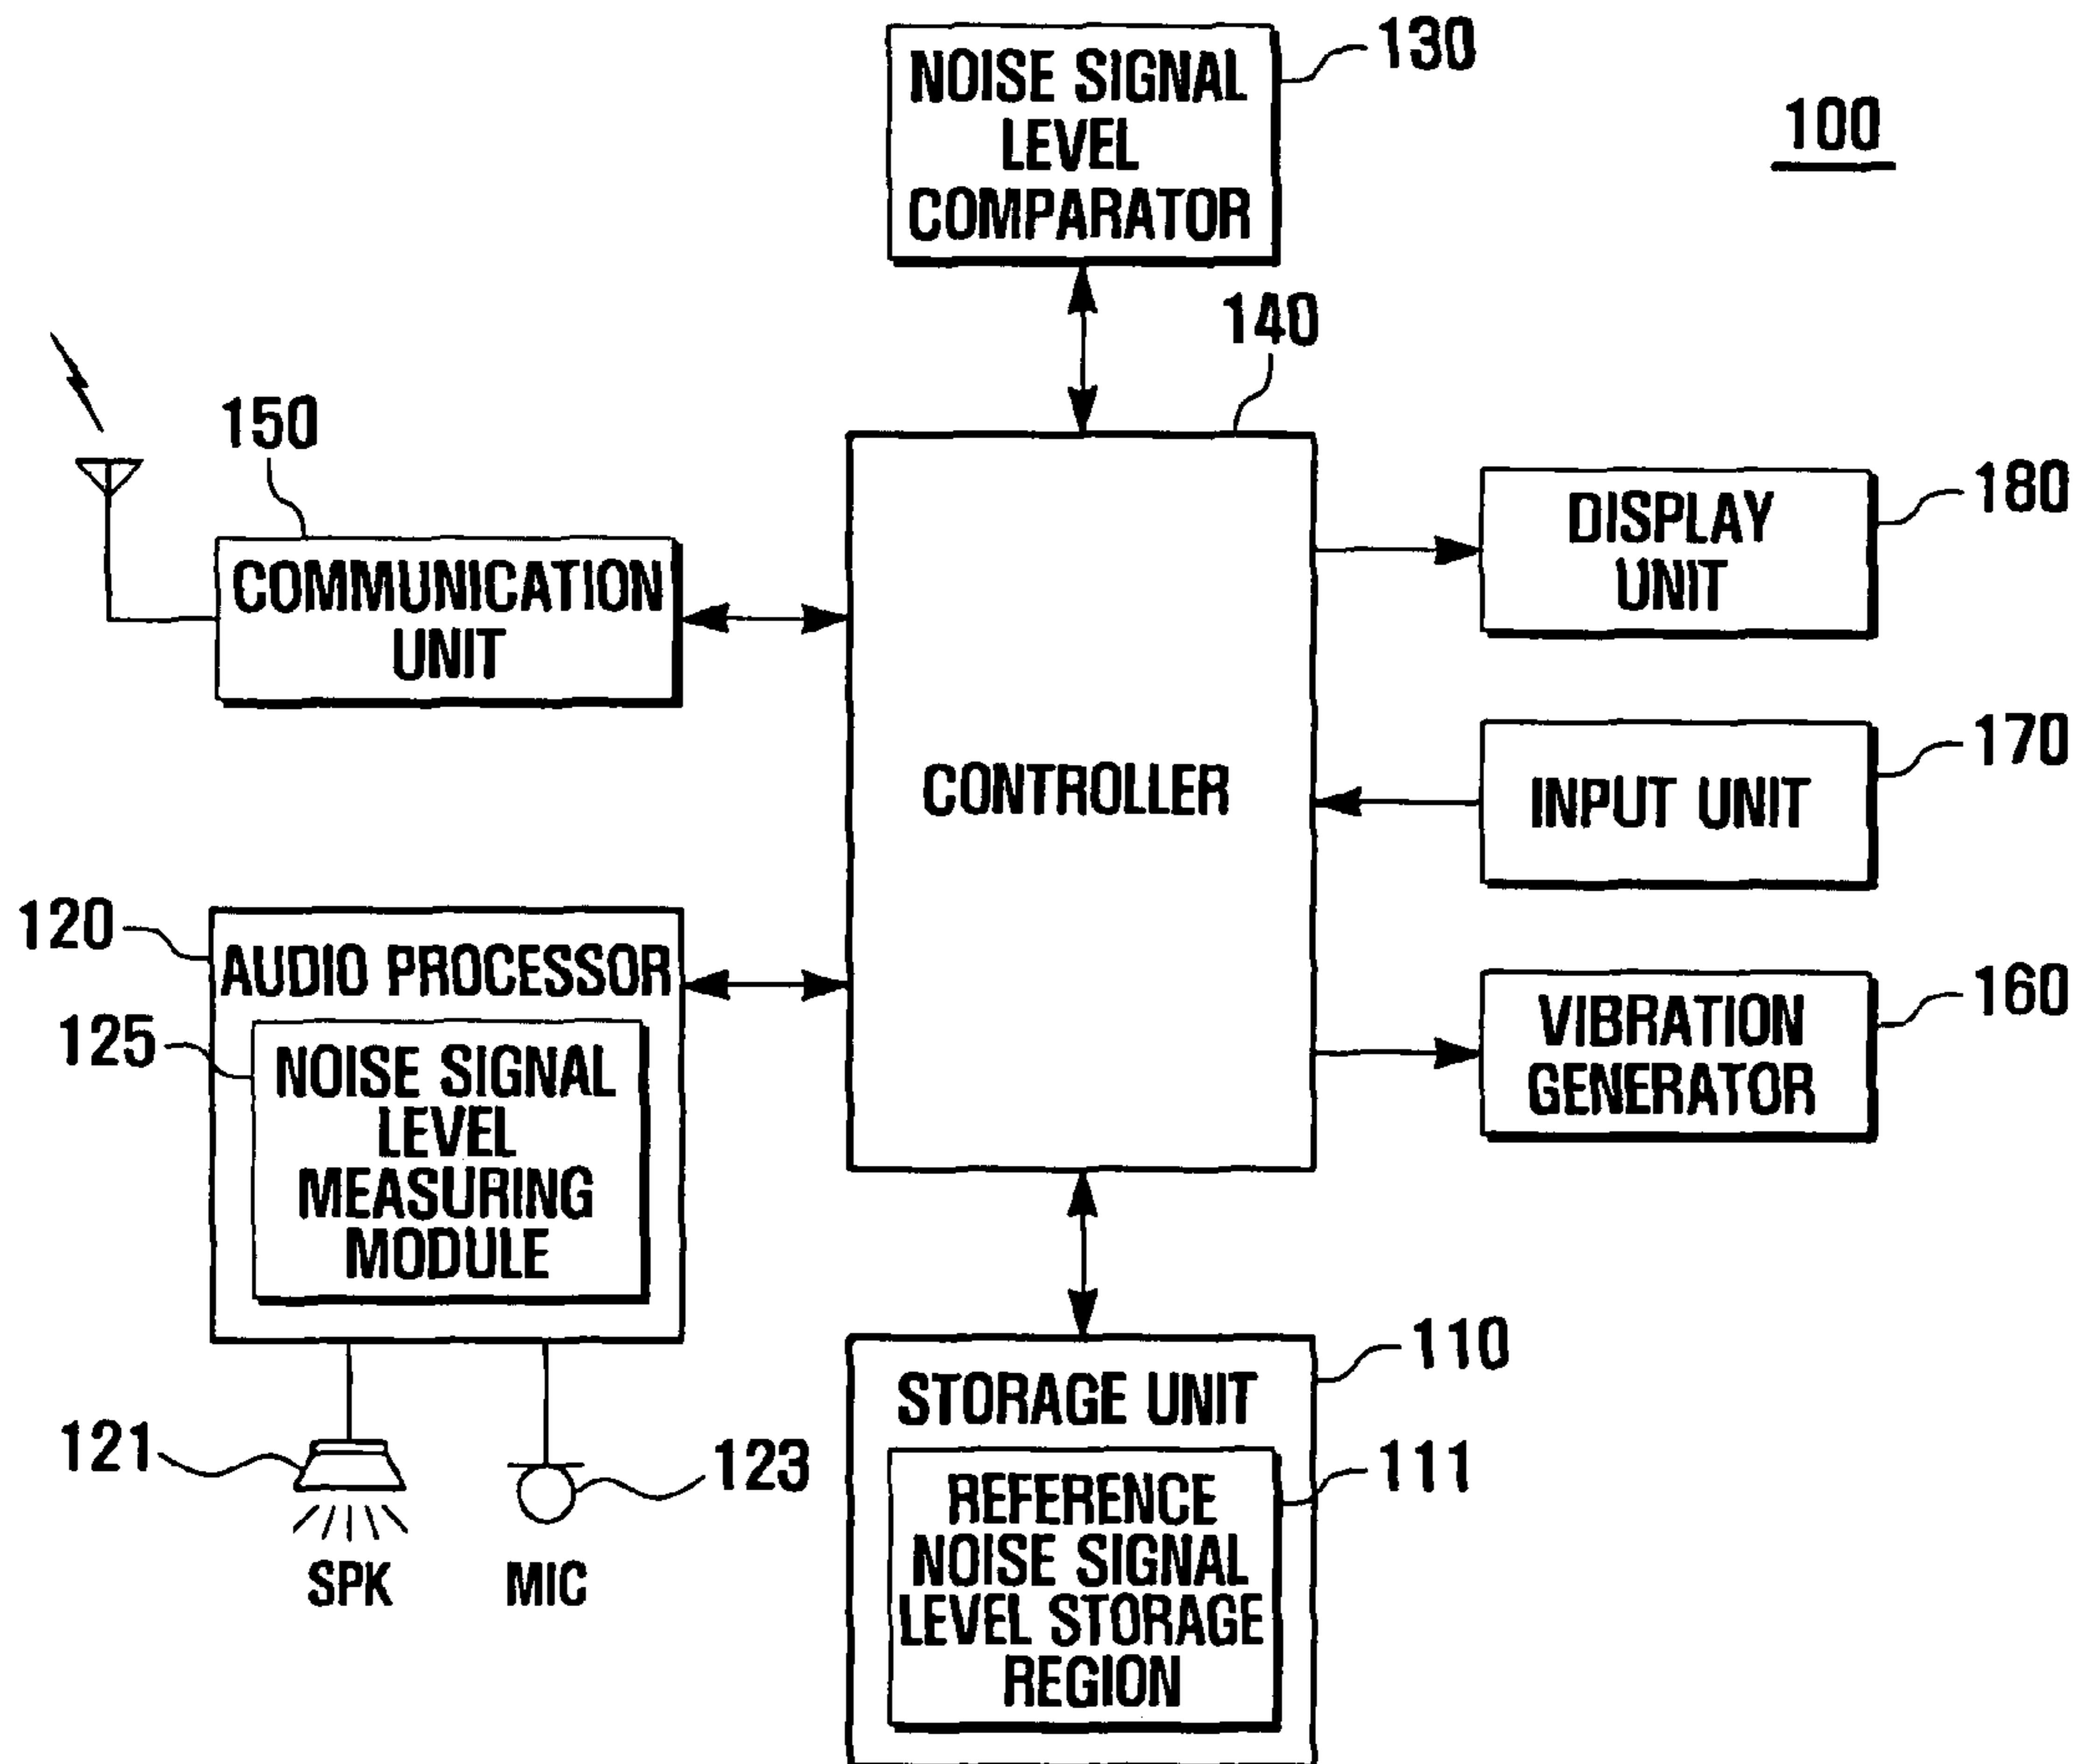 130
NOISE SIGNAL
LEVEL
COMPARATOR
100
140
150
COMMUNICATION
UNIT
180
DISPLAY
UNIT
CONTROLLER
170
INPUT UNIT
120
AUDIO PROCESSOR
125
NOISE SIGNAL
LEVEL
MEASURING
MODULE
160
VIBRATION
GENERATOR
121
SPK
123
MIC
110
STORAGE UNIT
111
REFERENCE
NOISE SIGNAL
LEVEL STORAGE
REGION